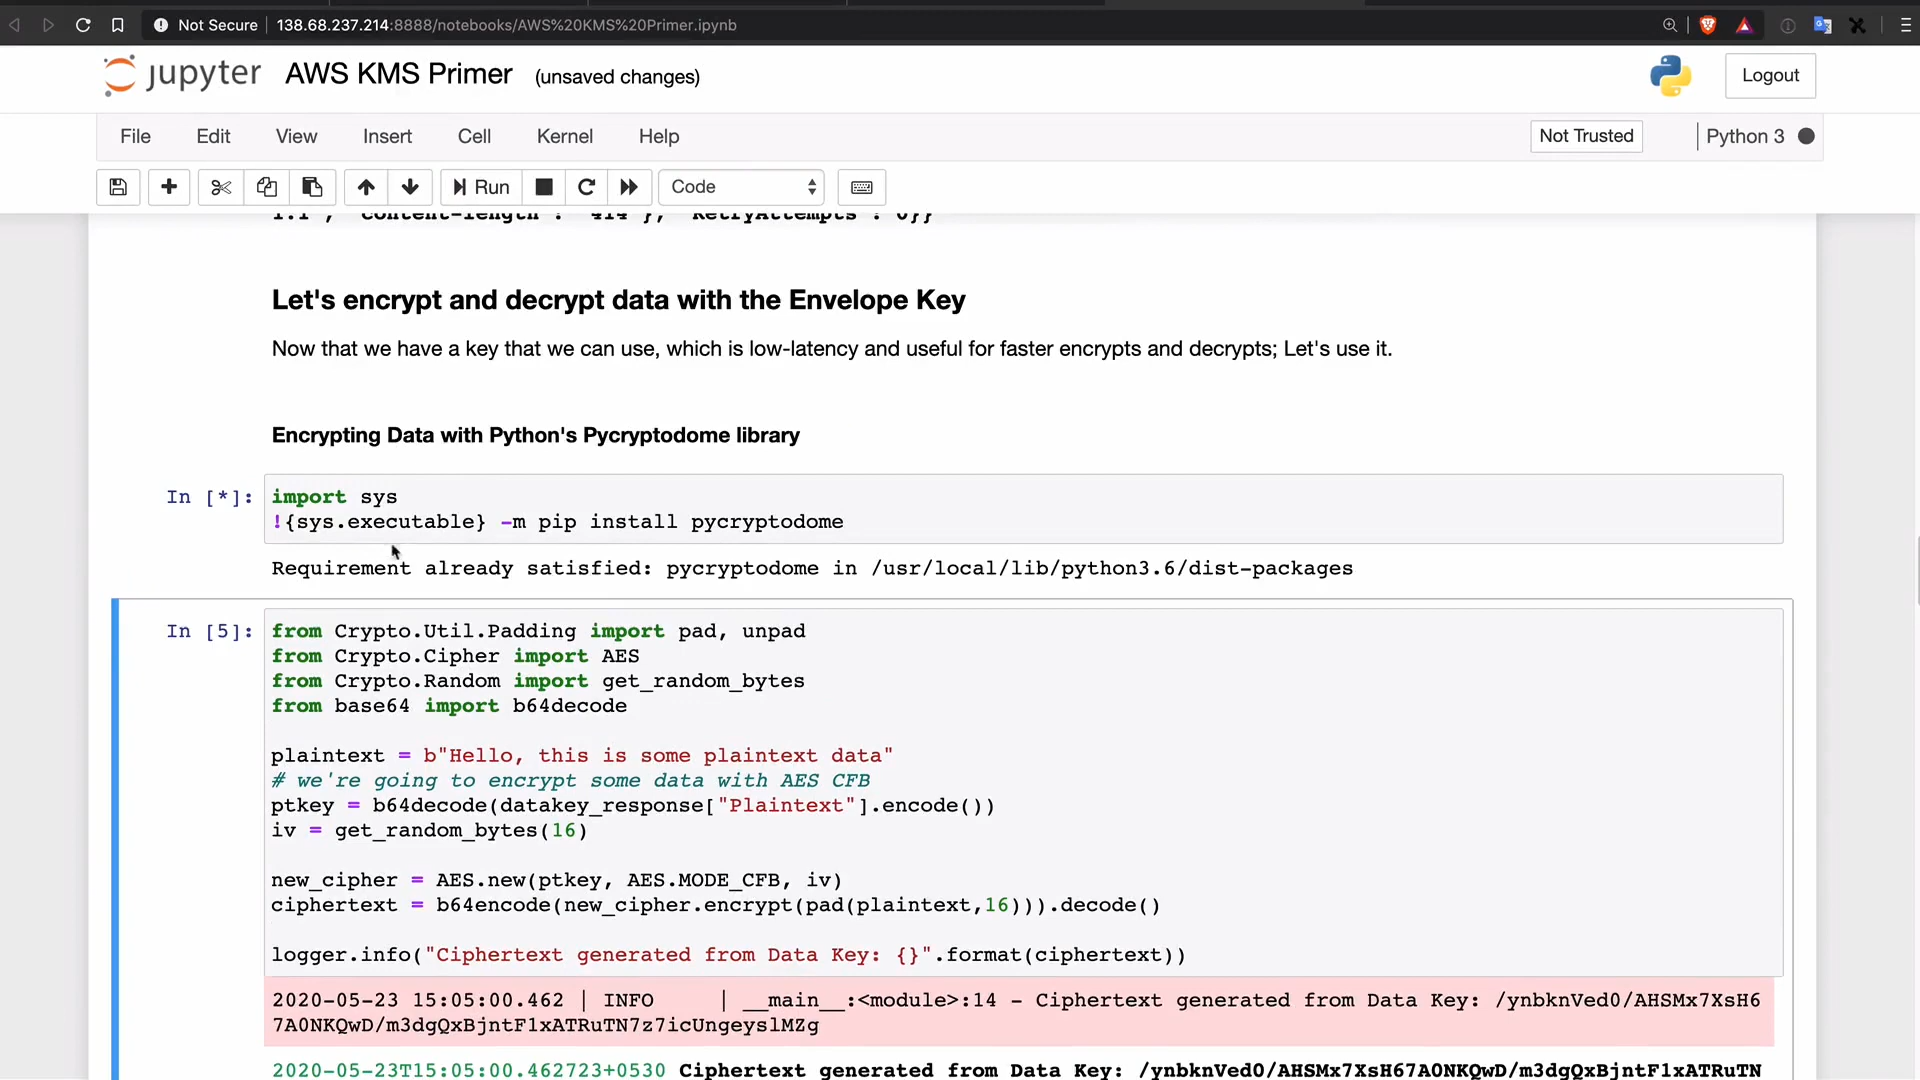 Not Secure | 138.68.237.214:8888/notebooks/AWS%20KMS%20Primer.ipynb
jupyter AWS KMS Primer (unsaved changes)
Logout
File Edit View Insert Cell Kernel Help
Not Trusted
Python 3
Run
Code
1.1', 'content-length': '414'}, 'RetryAttempts': 0}}
Let's encrypt and decrypt data with the Envelope Key
Now that we have a key that we can use, which is low-latency and useful for faster encrypts and decrypts; Let's use it.
Encrypting Data with Python's Pycryptodome library
In [*]:
import sys
!{sys.executable} -m pip install pycryptodome
Requirement already satisfied: pycryptodome in /usr/local/lib/python3.6/dist-packages
In [5]:
from Crypto.Util.Padding import pad, unpad
from Crypto.Cipher import AES
from Crypto.Random import get_random_bytes
from base64 import b64decode
plaintext = b"Hello, this is some plaintext data"
# we're going to encrypt some data with AES CFB
ptkey = b64decode(datakey_response["Plaintext"].encode())
iv = get_random_bytes(16)
new_cipher = AES.new(ptkey, AES.MODE_CFB, iv)
ciphertext = b64encode(new_cipher.encrypt(pad(plaintext,16))).decode()
logger.info("Ciphertext generated from Data Key: {}".format(ciphertext))
2020-05-23 15:05:00.462 | INFO | __main__:<module>:14 - Ciphertext generated from Data Key: /ynbknVed0/AHSMx7XsH6
7A0NKQwD/m3dgQxBjntF1xATRuTN7z7icUngeyslMZg
2020-05-23T15:05:00.462723+0530 Ciphertext generated from Data Key: /ynbknVed0/AHSMx7XsH67A0NKQwD/m3dgQxBjntF1xATRuTN